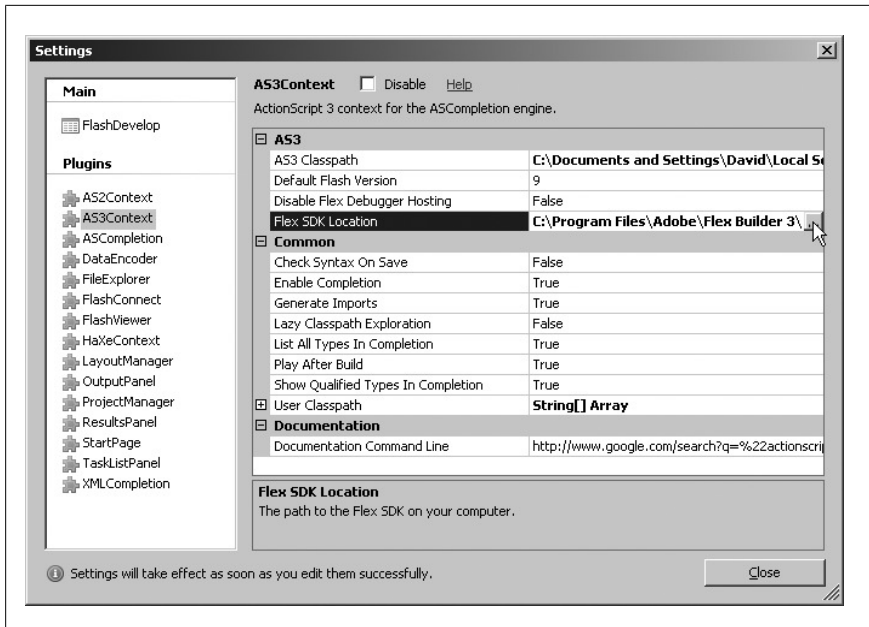 Settings
Main
FlashDevelop
Plugins
AS2Context
AS3Context
ASCompletion
DataEncoder
FileExplorer
FlashConnect
FlashViewer
HaXeContext
LayoutManager
OutputPanel
ProjectManager
ResultsPanel
StartPage
TaskListPanel
XMLCompletion
AS3Context Disable Help
ActionScript 3 context for the ASCompletion engine.
AS3
AS3 Classpath C:\Documents and Settings\David\Local Se
Default Flash Version 9
Disable Flex Debugger Hosting False
Flex SDK Location C:\Program Files\Adobe\Flex Builder 3\
Common
Check Syntax On Save False
Enable Completion True
Generate Imports True
Lazy Classpath Exploration False
List All Types In Completion True
Play After Build True
Show Qualified Types In Completion True
User Classpath String[] Array
Documentation
Documentation Command Line http://www.google.com/search?q=%22actionscri
Flex SDK Location
The path to the Flex SDK on your computer.
Settings will take effect as soon as you edit them successfully.
Close